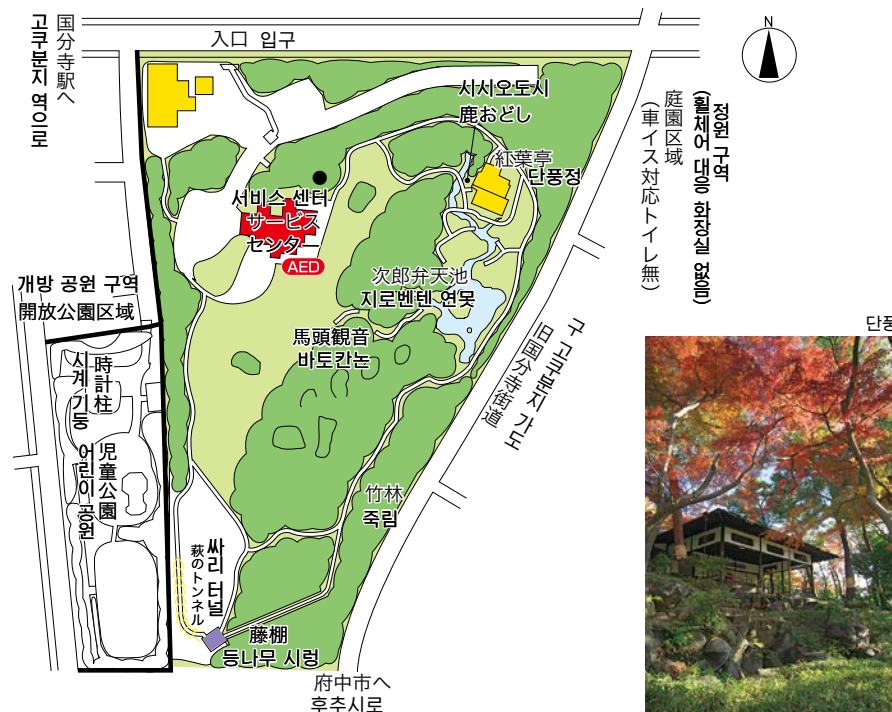 国分寺駅へ
고쿠분지 역으로
入口 입구
N
시시오도시
鹿おどし
紅葉亭
단풍정
정원 구역
(휠체어 대응 화장실 없음)
庭園区域
(車イス対応トイレ無)
서비스 센터
サービス
センター
AED
次郎弁天池
지로벤텐 연못
개방 공원 구역
開放公園区域
馬頭観音
바토칸논
구 고쿠분지 가도
旧国分寺街道
時計柱
시계 기둥
児童公園
어린이 공원
竹林
죽림
싸리 터널
萩のトンネル
藤棚
등나무 시렁
府中市へ
후추시로
단풍